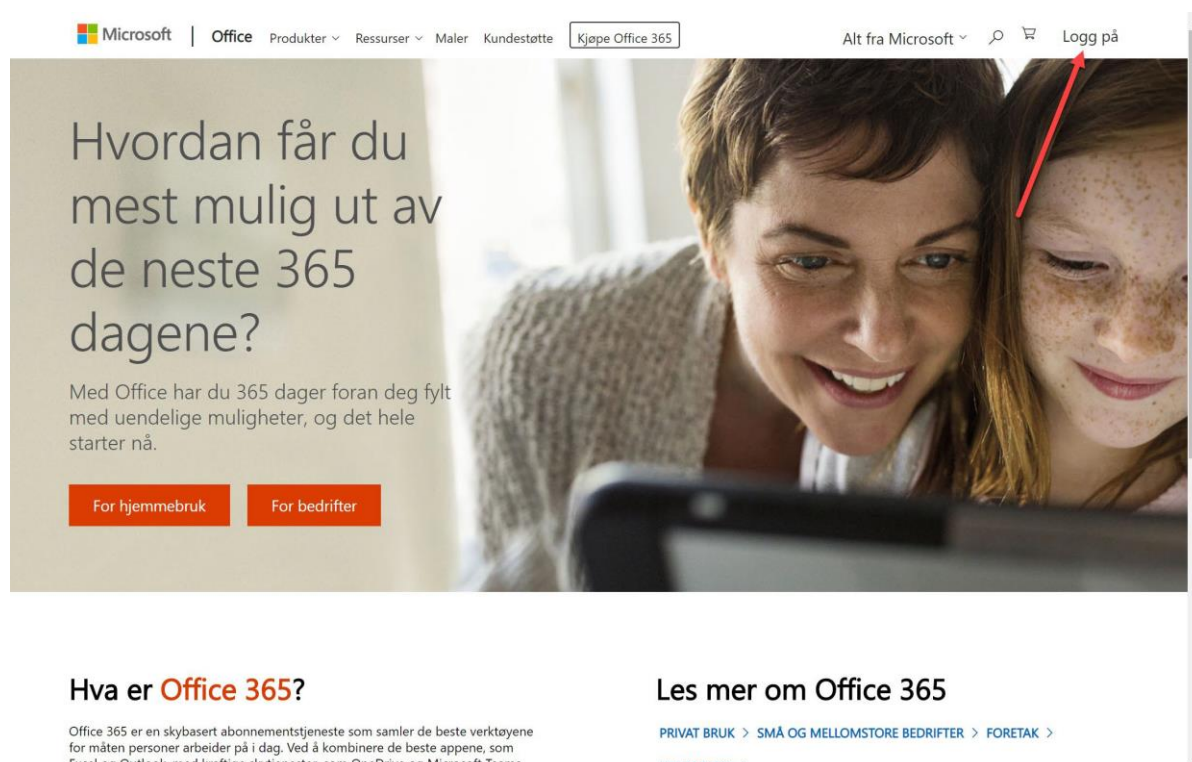 Microsoft | Office Produkter Ressurser Maler Kundestøtte Kjøpe Office 365 Alt fra Microsoft Logg på
Hvordan får du
mest mulig ut av
de neste 365
dagene?
Med Office har du 365 dager foran deg fylt
med uendelige muligheter, og det hele
starter nå.
For hjemmebruk For bedrifter
Hva er Office 365?
Office 365 er en skybasert abonnementstjeneste som samler de beste verktøyene
for måten personer arbeider på i dag. Ved å kombinere de beste appene, som
Les mer om Office 365
PRIVAT BRUK > SMÅ OG MELLOMSTORE BEDRIFTER > FORETAK >